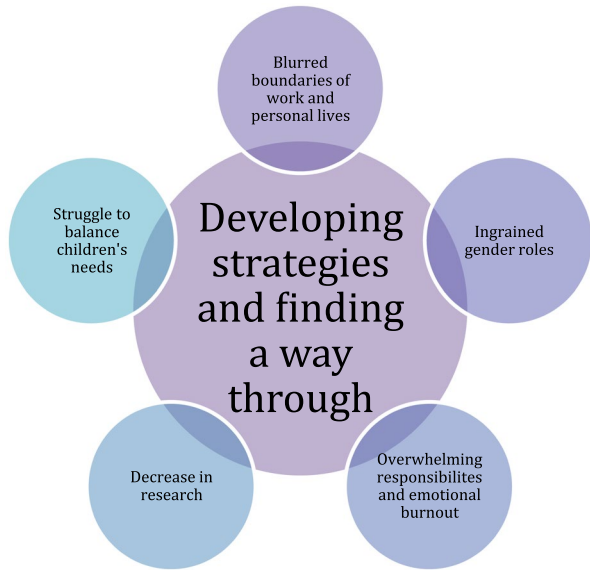 Blurred
boundaries of
work and
personal lives
Struggle to
balance
children's
needs
Developing
strategies
and finding
a way
through
Ingrained
gender roles
Decrease in
research
Overwhelming
responsibilites
and emotional
burnout